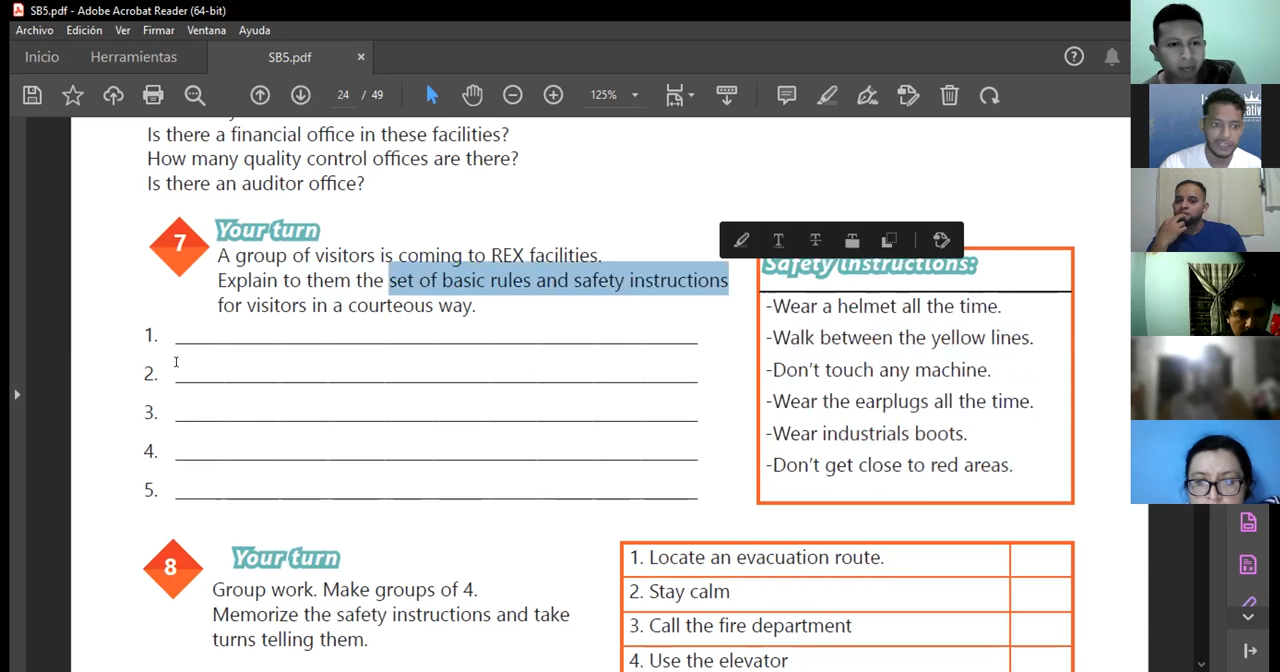 SB5.pdf - Adobe Acrobat Reader (64-bit)
Archivo Edición Ver Firmar Ventana Ayuda
Inicio Herramientas SB5.pdf ×
24 / 49 125%
Is there a financial office in these facilities?
How many quality control offices are there?
Is there an auditor office?
7 Your turn
A group of visitors is coming to REX facilities.
Explain to them the set of basic rules and safety instructions
for visitors in a courteous way.
1.
2.
3.
4.
5.
Safety instructions:
-Wear a helmet all the time.
-Walk between the yellow lines.
-Don't touch any machine.
-Wear the earplugs all the time.
-Wear industrials boots.
-Don't get close to red areas.
8 Your turn
Group work. Make groups of 4.
Memorize the safety instructions and take
turns telling them.
1. Locate an evacuation route.
2. Stay calm
3. Call the fire department
4. Use the elevator